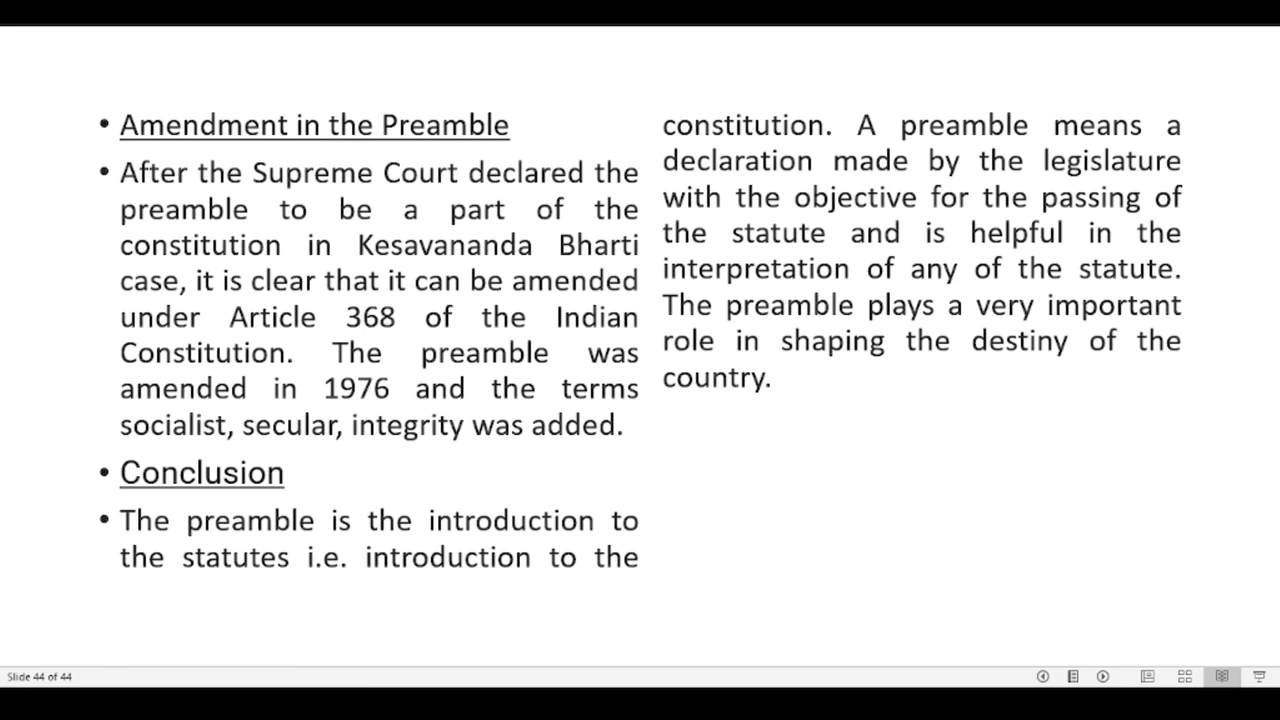 • Amendment in the Preamble
• After the Supreme Court declared the
preamble to be a part of the
constitution in Kesavananda Bharti
case, it is clear that it can be amended
under Article 368 of the Indian
Constitution. The preamble was
amended in 1976 and the terms
socialist, secular, integrity was added.
• Conclusion
• The preamble is the introduction to
the statutes i.e. introduction to the
constitution. A preamble means a
declaration made by the legislature
with the objective for the passing of
the statute and is helpful in the
interpretation of any of the statute.
The preamble plays a very important
role in shaping the destiny of the
country.
Slide 44 of 44